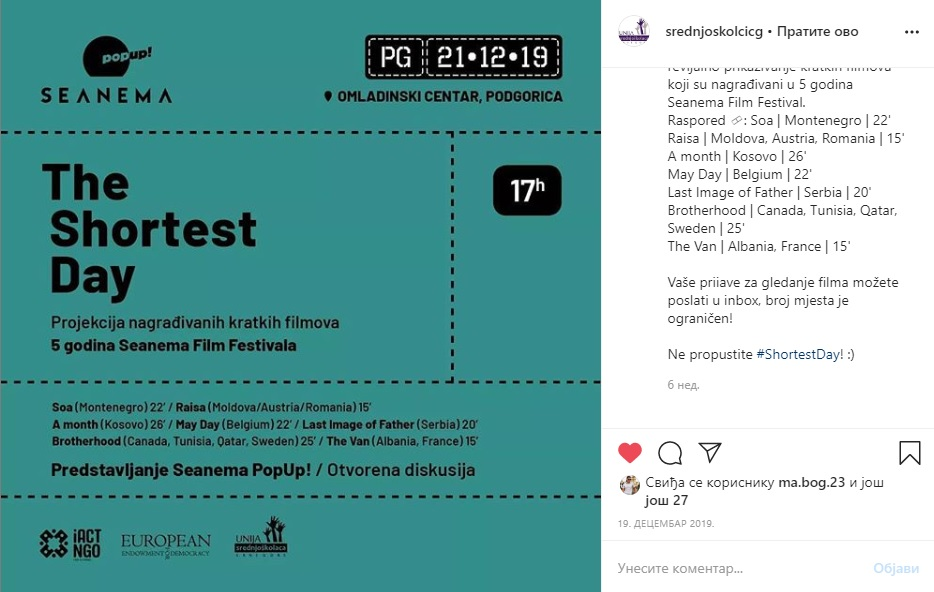 popup!
SEANEMA
PG 21•12•19
OMLADINSKI CENTAR, PODGORICA
The
Shortest
Day
17h
Projekcija nagrađivanih kratkih filmova
5 godina Seanema Film Festivala
Soa (Montenegro) 22' / Raisa (Moldova/Austria/Romania) 15'
A month (Kosovo) 26' / May Day (Belgium) 22' / Last Image of Father (Serbia) 20'
Brotherhood (Canada, Tunisia, Qatar, Sweden) 25' / The Van (Albania, France) 15'
Predstavljanje Seanema PopUp! / Otvorena diskusija
iACT
NGO
EUROPEAN
ENDOWMENT DEMOCRACY
UNIJA
srednjoškolaca
srednjoskolcicg • Пратите ово
revijalno prikazivanje kratkih filmova
koji su nagrađivani u 5 godina
Seanema Film Festival.
Raspored 🔗: Soa | Montenegro | 22'
Raisa | Moldova, Austria, Romania | 15'
A month | Kosovo | 26'
May Day | Belgium | 22'
Last Image of Father | Serbia | 20'
Brotherhood | Canada, Tunisia, Qatar,
Sweden | 25'
The Van | Albania, France | 15'
Vaše prijave za gledanje filma možete
poslati u inbox, broj mjesta je
ograničen!
Ne propustite #ShortestDay! :)
6 нед.
Свиђа се кориснику ma.bog.23 и још
још 27
19. ДЕЦЕМБАР 2019.
Унесите коментар...
Објави